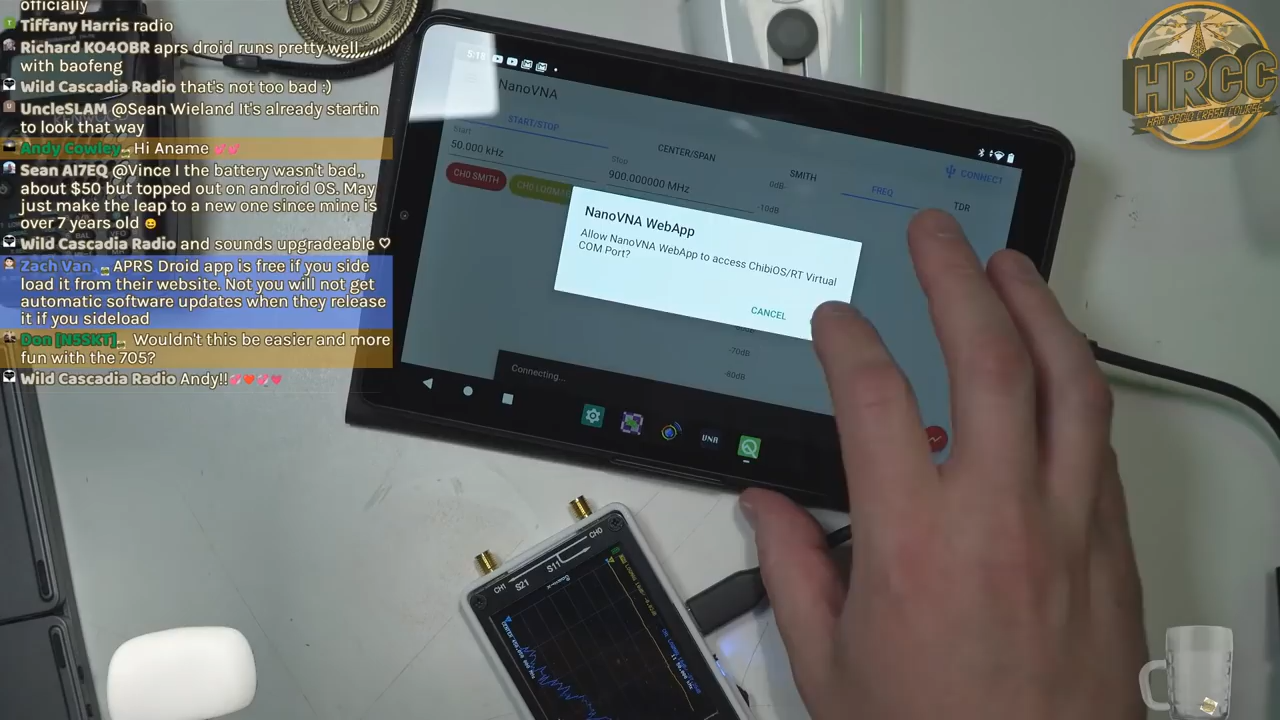 officially
Tiffany Harris radio
Richard KO4OBR aprs droid runs pretty well
with baofeng
Wild Cascadia Radio that's not too bad :)
UncleSLAM @Sean Wieland It's already startin
to look that way
Andy Cowley Hi Aname 💕💕
Sean AI7EQ @Vince I the battery wasn't bad,.
about $50 but topped out on android OS. May
just make the leap to a new one since mine is
over 7 years old 😄
Wild Cascadia Radio and sounds upgradeable ♡
Zach Van APRS Droid app is free if you side
load it from their website. Not you will not get
automatic software updates when they release
it if you sideload
Don [N5SKT] Wouldn't this be easier and more
fun with the 705?
Wild Cascadia Radio Andy!!
HRCC
HAM RADIO CRASH COURSE
NanoVNA
CONNECT
START/STOP
CENTER/SPAN
SMITH
FREQ
TDR
Start
50.000 kHz
Stop
900.000000 MHz
0dB
-10dB
CH0 SMITH
CH0 LOGMAG
NanoVNA WebApp
Allow NanoVNA WebApp to access ChibiOS/RT Virtual
COM Port?
CANCEL
-70dB
-80dB
Connecting...
CH1
S21
S11
CH0